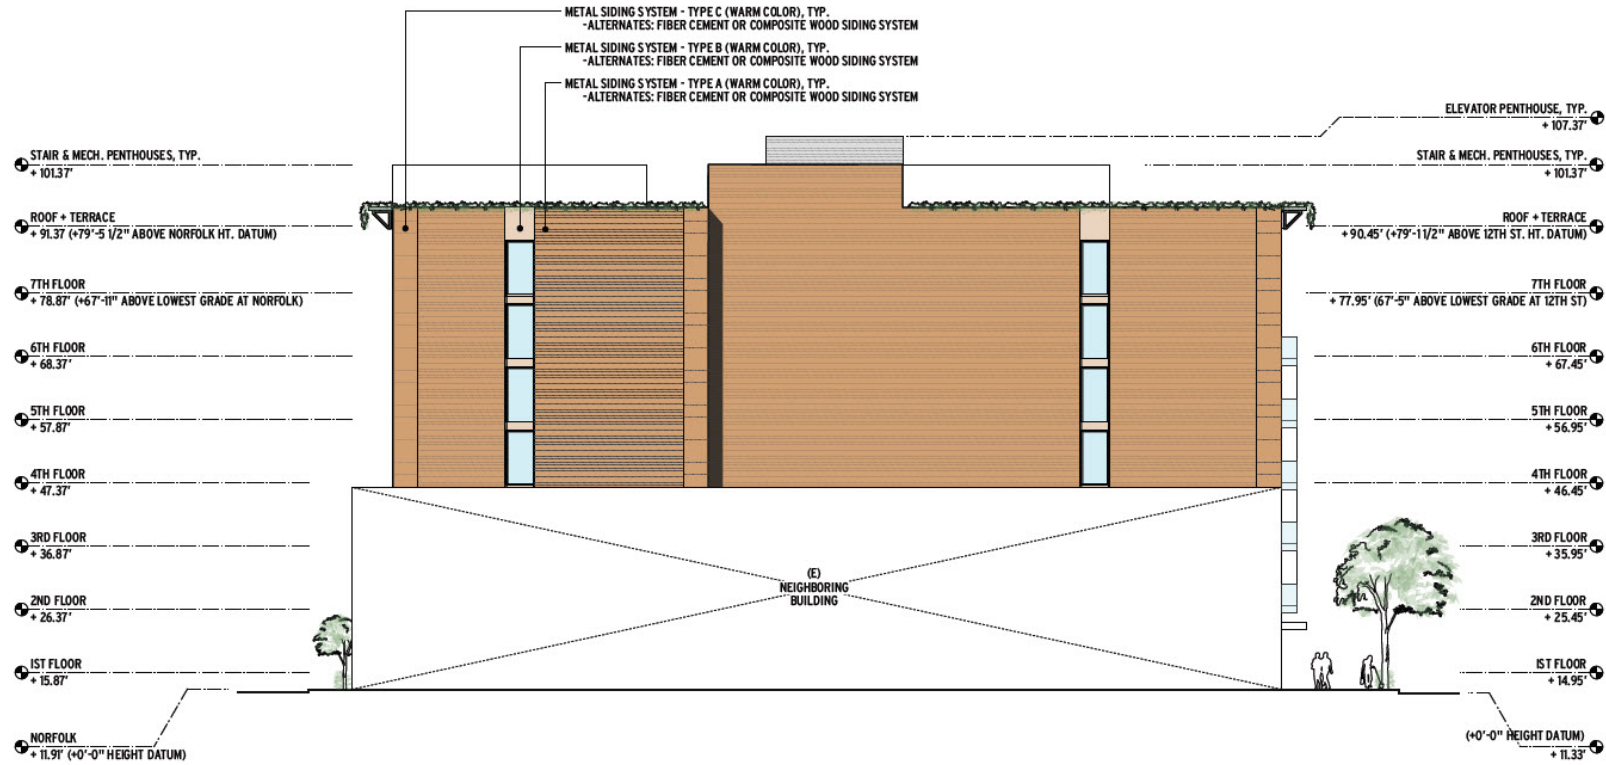 METAL SIDING SYSTEM - TYPE C (WARM COLOR), TYP.
-ALTERNATES: FIBER CEMENT OR COMPOSITE WOOD SIDING SYSTEM
METAL SIDING SYSTEM - TYPE B (WARM COLOR), TYP.
-ALTERNATES: FIBER CEMENT OR COMPOSITE WOOD SIDING SYSTEM
METAL SIDING SYSTEM - TYPE A (WARM COLOR), TYP.
-ALTERNATES: FIBER CEMENT OR COMPOSITE WOOD SIDING SYSTEM
STAIR & MECH. PENTHOUSES, TYP.
+ 101.37'
ROOF + TERRACE
+ 91.37 (+79'-5 1/2" ABOVE NORFOLK HT. DATUM)
7TH FLOOR
+ 78.87' (+67'-11" ABOVE LOWEST GRADE AT NORFOLK)
6TH FLOOR
+ 68.37'
5TH FLOOR
+ 57.87'
4TH FLOOR
+ 47.37'
3RD FLOOR
+ 36.87'
2ND FLOOR
+ 26.37'
1ST FLOOR
+ 15.87'
NORFOLK
+ 11.91' (+0'-0" HEIGHT DATUM)
(E)
NEIGHBORING
BUILDING
ELEVATOR PENTHOUSE, TYP.
+ 107.37'
STAIR & MECH. PENTHOUSES, TYP.
+ 101.37'
ROOF + TERRACE
+ 90.45' (+79'-1 1/2" ABOVE 12TH ST. HT. DATUM)
7TH FLOOR
+ 77.95' (67'-5" ABOVE LOWEST GRADE AT 12TH ST)
6TH FLOOR
+ 67.45'
5TH FLOOR
+ 56.95'
4TH FLOOR
+ 46.45'
3RD FLOOR
+ 35.95'
2ND FLOOR
+ 25.45'
1ST FLOOR
+ 14.95'
(+0'-0" HEIGHT DATUM)
+ 11.33'